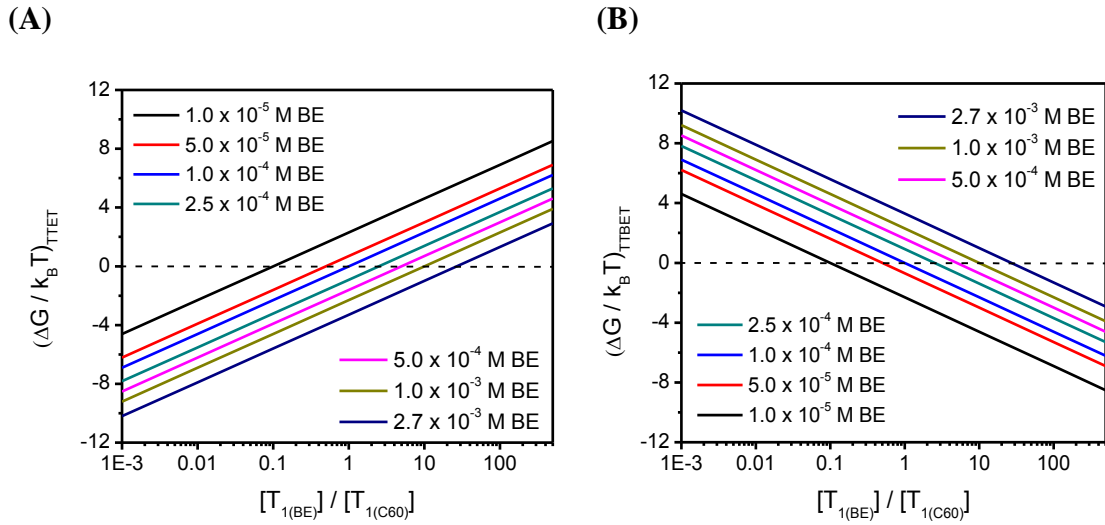 (A)
12
8
4
0
-4
-8
-12
(ΔG / k_B T)_TTET
1.0 x 10^-5 M BE
5.0 x 10^-5 M BE
1.0 x 10^-4 M BE
2.5 x 10^-4 M BE
5.0 x 10^-4 M BE
1.0 x 10^-3 M BE
2.7 x 10^-3 M BE
1E-3 0.01 0.1 1 10 100
[T_1(BE)] / [T_1(C60)]
(B)
12
8
4
0
-4
-8
-12
(ΔG / k_B T)_TTBET
2.7 x 10^-3 M BE
1.0 x 10^-3 M BE
5.0 x 10^-4 M BE
2.5 x 10^-4 M BE
1.0 x 10^-4 M BE
5.0 x 10^-5 M BE
1.0 x 10^-5 M BE
1E-3 0.01 0.1 1 10 100
[T_1(BE)] / [T_1(C60)]